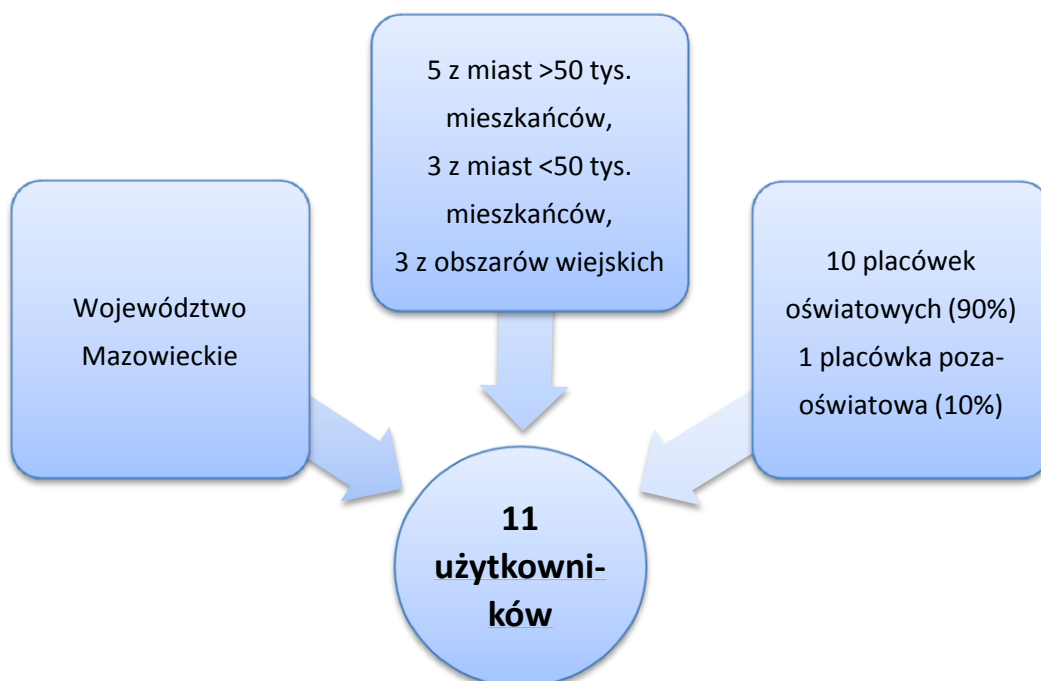 Województwo
Mazowieckie
5 z miast >50 tys.
mieszkańców,
3 z miast <50 tys.
mieszkańców,
3 z obszarów wiejskich
10 placówek
oświatowych (90%)
1 placówka poza-
oświatowa (10%)
11
użytkowni-
ków